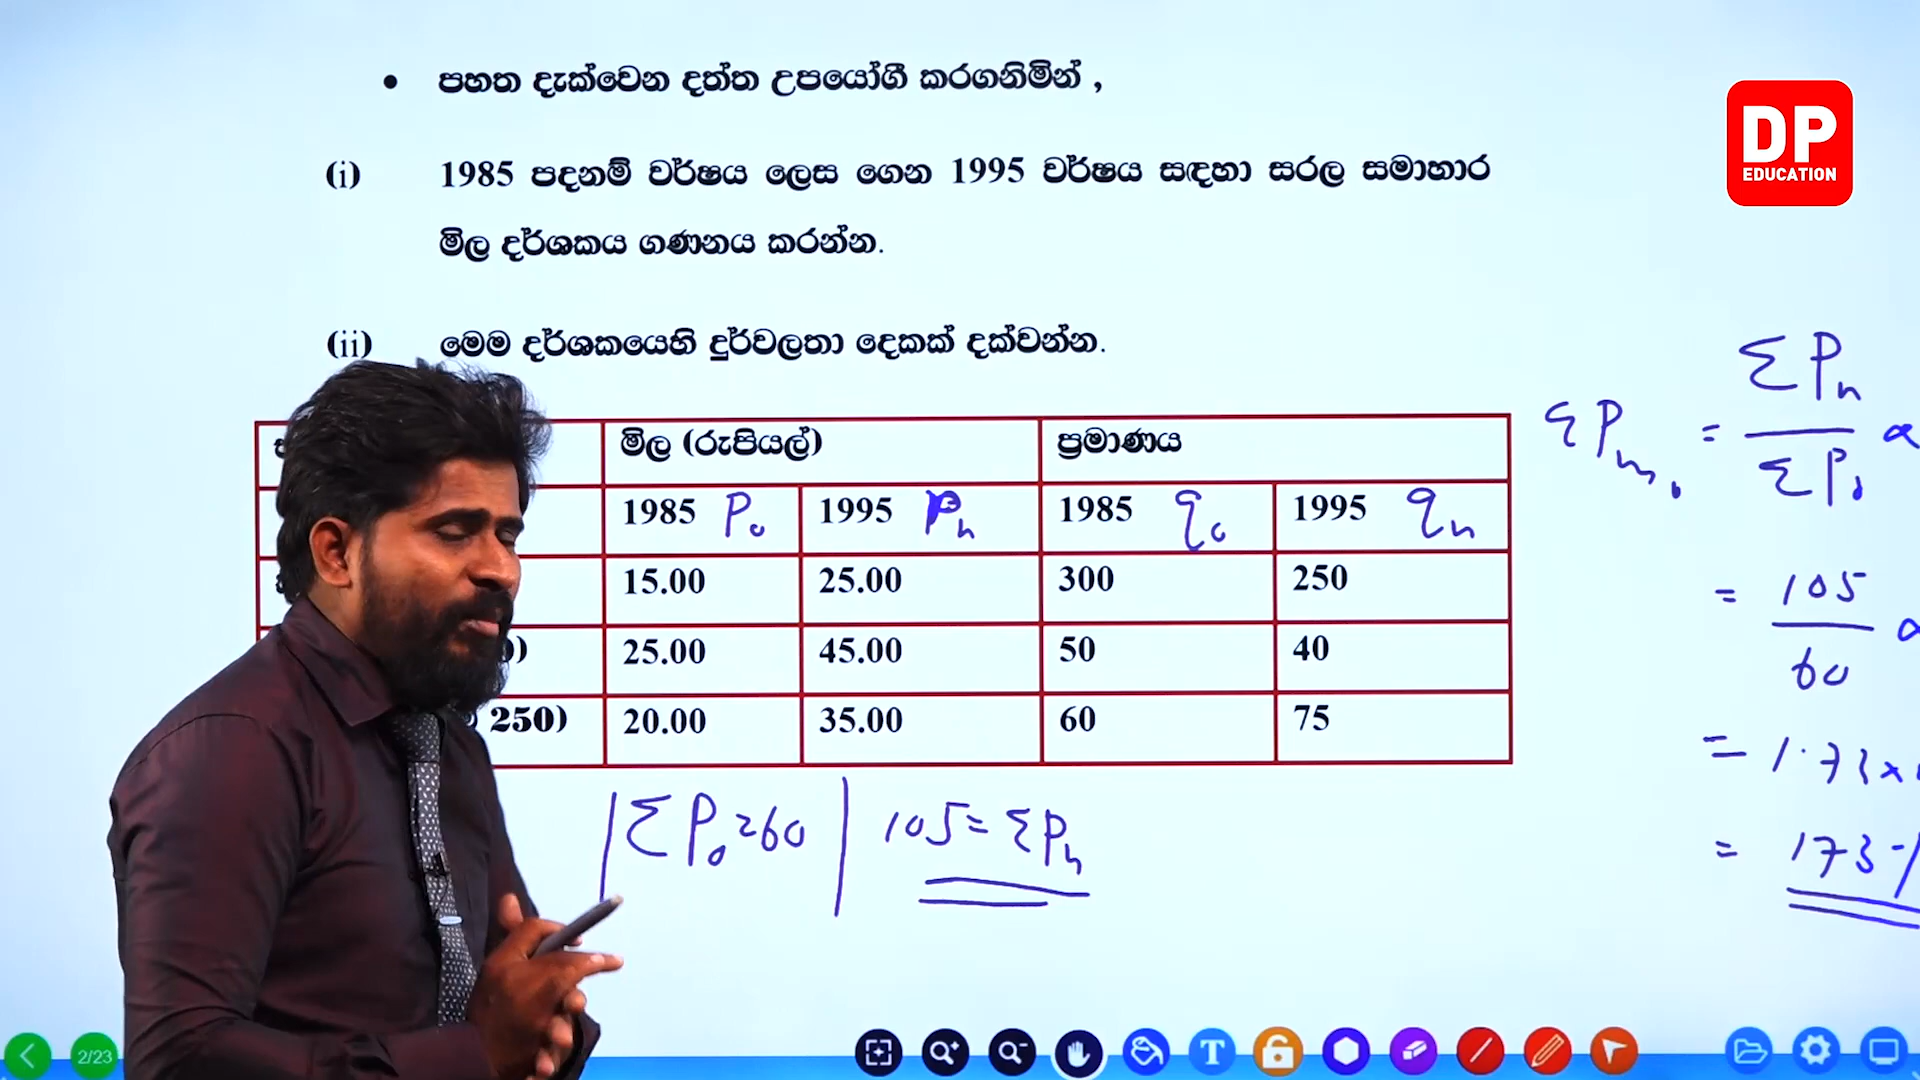 • පහත දැක්වෙන දත්ත උපයෝගී කරගනිමින් ,
DP
EDUCATION
(i) 1985 පදනම් වර්ෂය ලෙස ගෙන 1995 වර්ෂය සඳහා සරල සමාහාර
මිල දර්ශකය ගණනය කරන්න.
(ii) මෙම දර්ශකයෙහි දුර්වලතා දෙකක් දක්වන්න.
මිල (රුපියල්) ප්‍රමාණය
1985 P₀ 1995 Pn 1985 q₀ 1995 qn
15.00 25.00 300 250
25.00 45.00 50 40
250) 20.00 35.00 60 75
ΣP₀ = 60 105 = ΣPn
= ΣPn / ΣP₀
= 105 / 60
= 1.73 ×
= 173
2/23
T